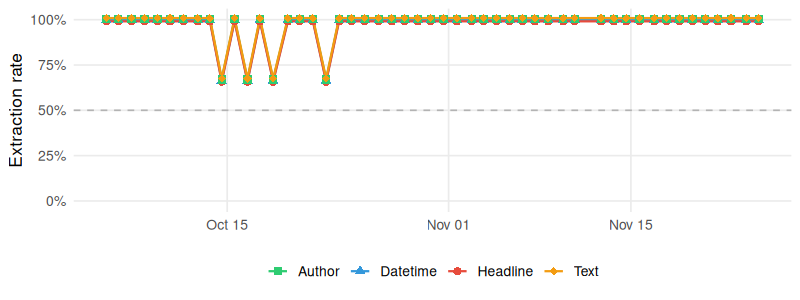 Extraction rate
100%
75%
50%
25%
0%
Oct 15 Nov 01 Nov 15
Author Datetime Headline Text